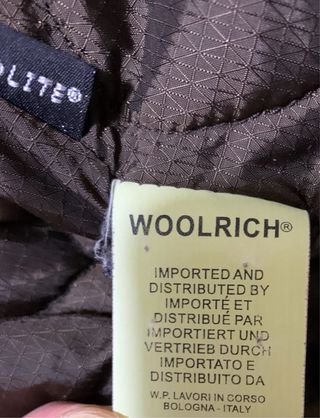 OLITE®
WOOLRICH®
IMPORTED AND
DISTRIBUTED BY
IMPORTÉ ET
DISTRIBUÉ PAR
IMPORTIERT UND
VERTRIEB DURCH
IMPORTATO E
DISTRIBUITO DA
W.P. LAVORI IN CORSO
BOLOGNA - ITALY